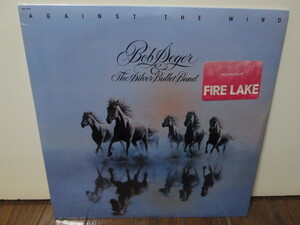 AGAINST THE WIND
Bob Seger
&
The Silver Bullet Band
FIRE LAKE